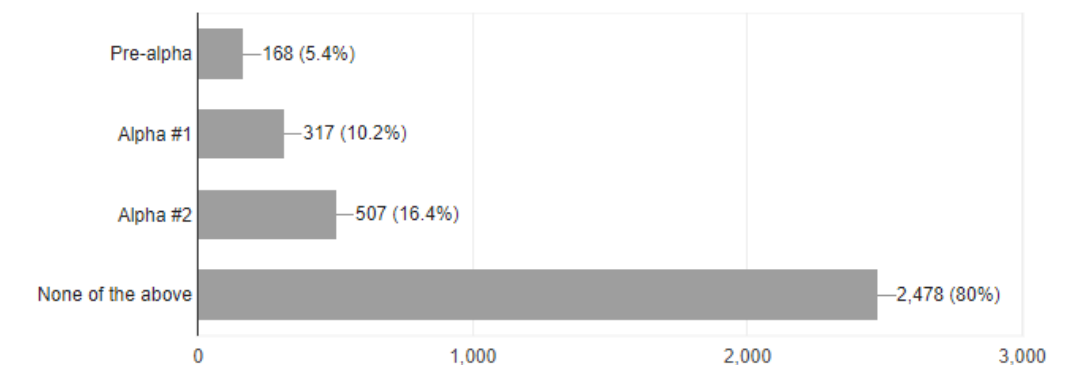 Pre-alpha 168 (5.4%)
Alpha #1 317 (10.2%)
Alpha #2 507 (16.4%)
None of the above 2,478 (80%)
0 1,000 2,000 3,000